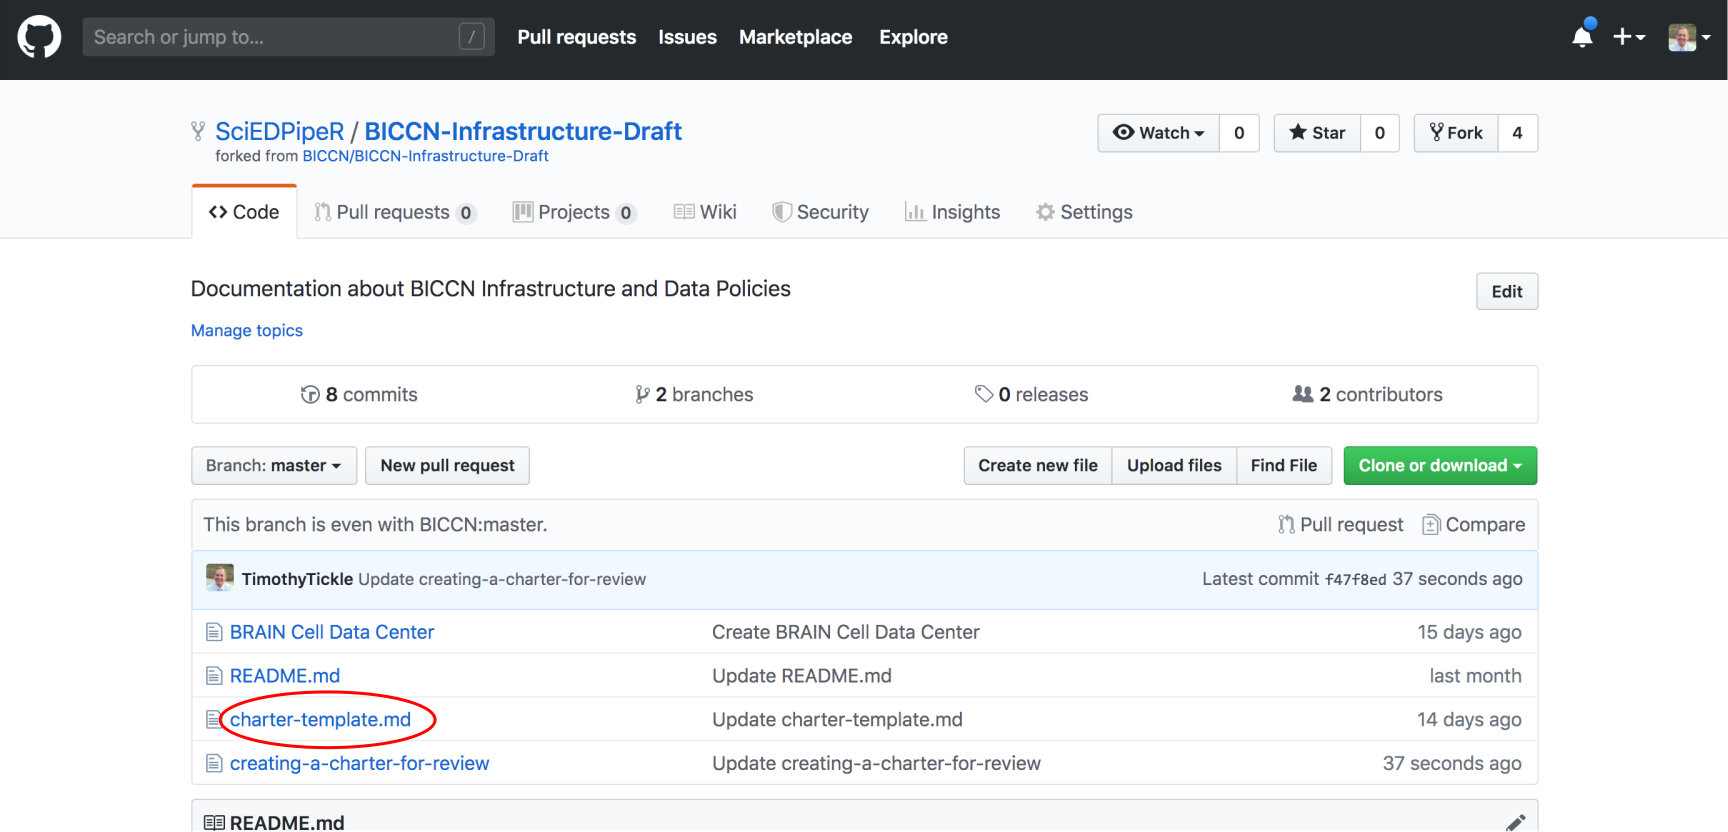 Search or jump to... / Pull requests Issues Marketplace Explore
SciEDPipeR / BICCN-Infrastructure-Draft Watch 0 Star 0 Fork 4
forked from BICCN/BICCN-Infrastructure-Draft
Code Pull requests 0 Projects 0 Wiki Security Insights Settings
Documentation about BICCN Infrastructure and Data Policies Edit
Manage topics
8 commits 2 branches 0 releases 2 contributors
Branch: master New pull request Create new file Upload files Find File Clone or download
This branch is even with BICCN:master. Pull request Compare
TimothyTickle Update creating-a-charter-for-review Latest commit f47f8ed 37 seconds ago
BRAIN Cell Data Center Create BRAIN Cell Data Center 15 days ago
README.md Update README.md last month
charter-template.md Update charter-template.md 14 days ago
creating-a-charter-for-review Update creating-a-charter-for-review 37 seconds ago
README.md